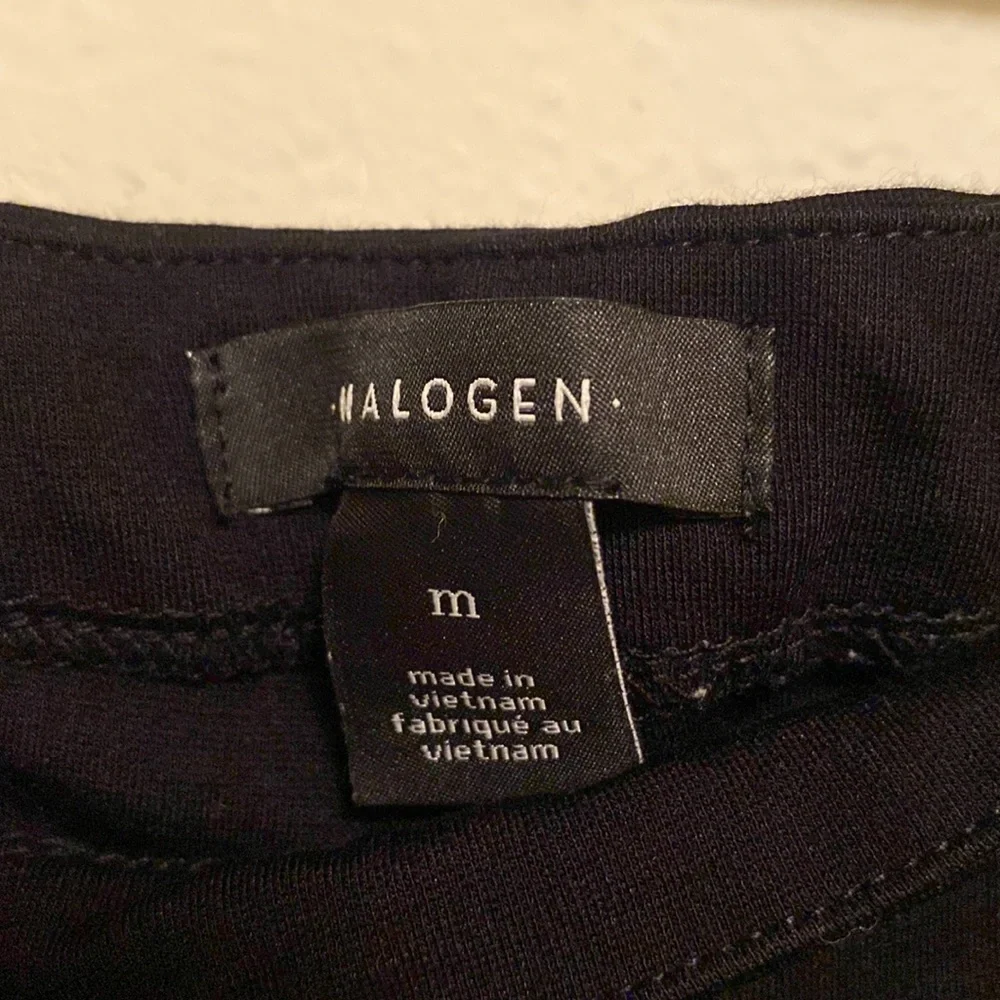 ·HALOGEN·
m
made in
vietnam
fabriqué au
vietnam